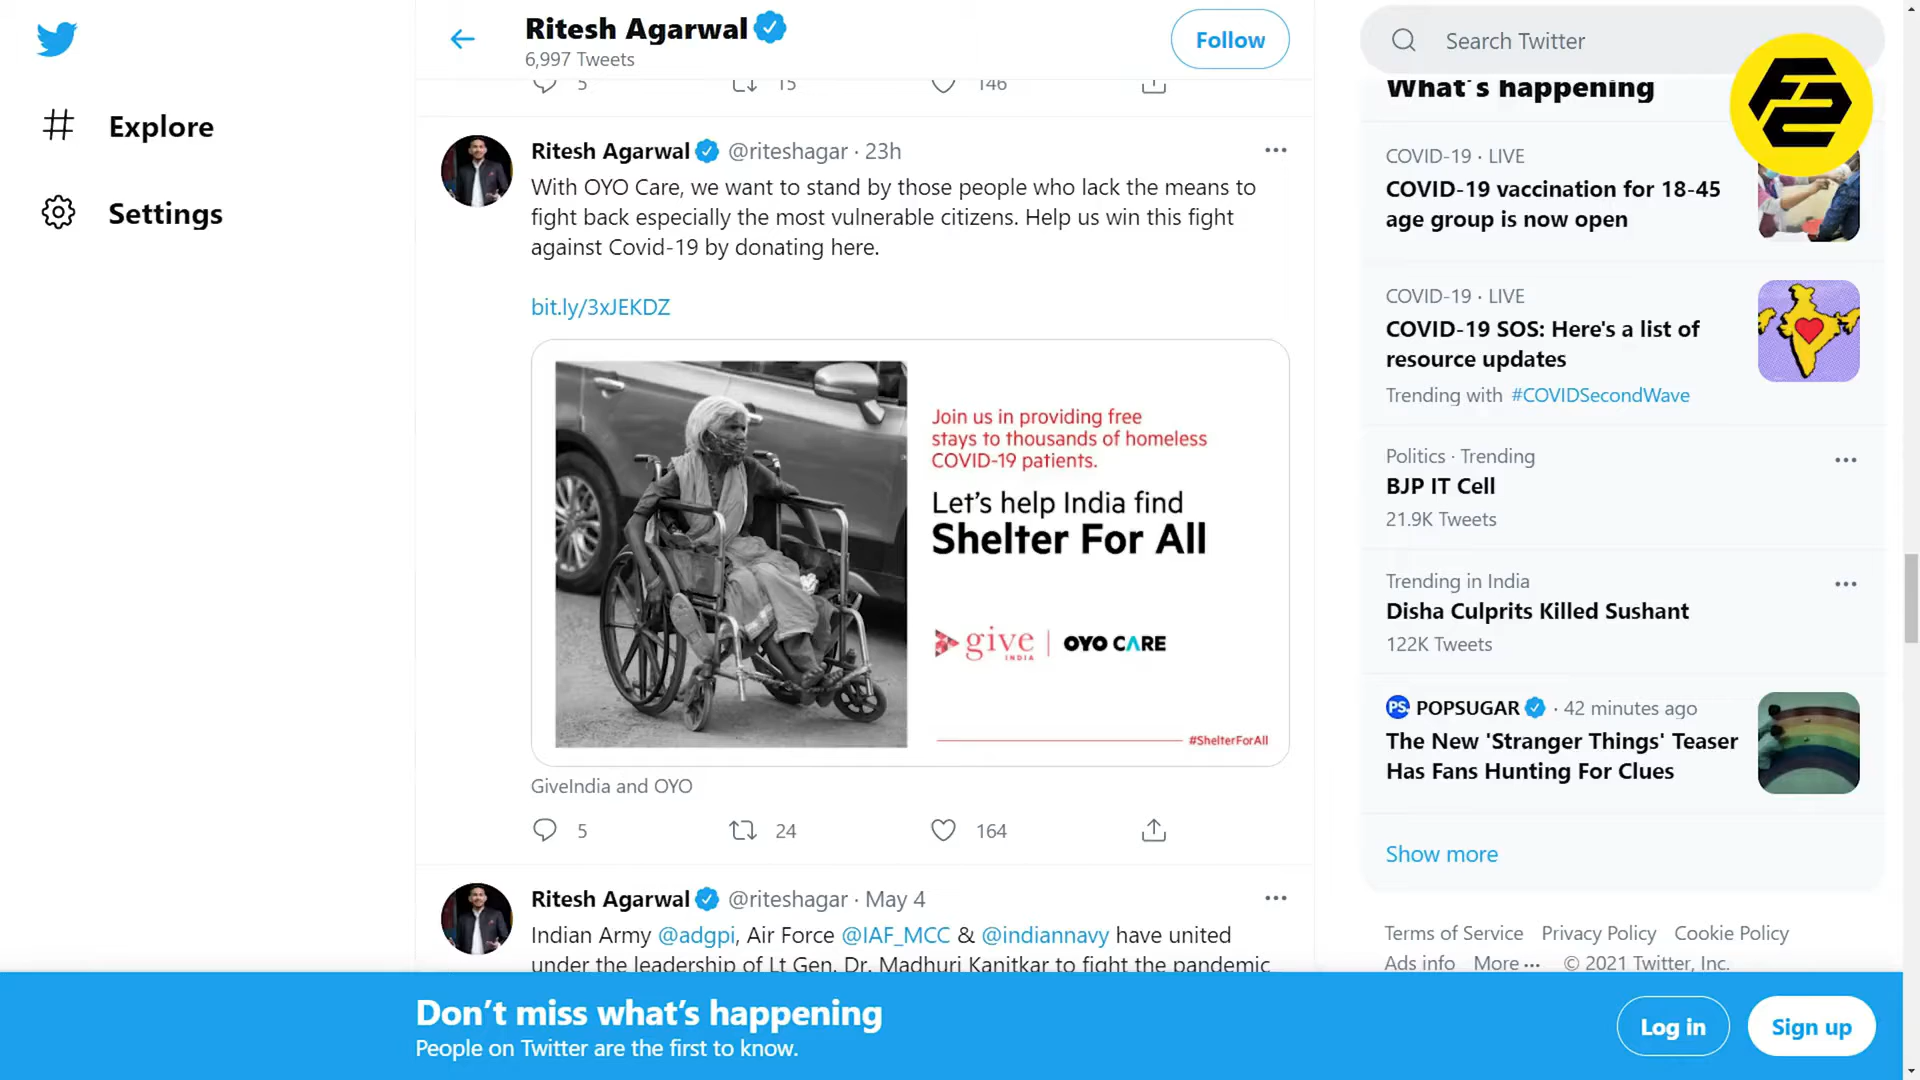 Ritesh Agarwal
6,997 Tweets
Follow
Search Twitter
5
15
146
What's happening
Explore
Settings
Ritesh Agarwal @riteshagar · 23h
With OYO Care, we want to stand by those people who lack the means to
fight back especially the most vulnerable citizens. Help us win this fight
against Covid-19 by donating here.
bit.ly/3xJEKDZ
Join us in providing free
stays to thousands of homeless
COVID-19 patients.
Let's help India find
Shelter For All
give
INDIA
OYO CARE
#ShelterForAll
GiveIndia and OYO
5
24
164
Ritesh Agarwal @riteshagar · May 4
Indian Army @adgpi, Air Force @IAF_MCC & @indiannavy have united
under the leadership of Lt Gen. Dr. Madhuri Kanitkar to fight the pandemic
COVID-19 · LIVE
COVID-19 vaccination for 18-45
age group is now open
COVID-19 · LIVE
COVID-19 SOS: Here's a list of
resource updates
Trending with #COVIDSecondWave
Politics · Trending
BJP IT Cell
21.9K Tweets
Trending in India
Disha Culprits Killed Sushant
122K Tweets
PS POPSUGAR · 42 minutes ago
The New 'Stranger Things' Teaser
Has Fans Hunting For Clues
Show more
Terms of Service Privacy Policy Cookie Policy
Ads info More ··· © 2021 Twitter, Inc.
Don't miss what's happening
People on Twitter are the first to know.
Log in
Sign up